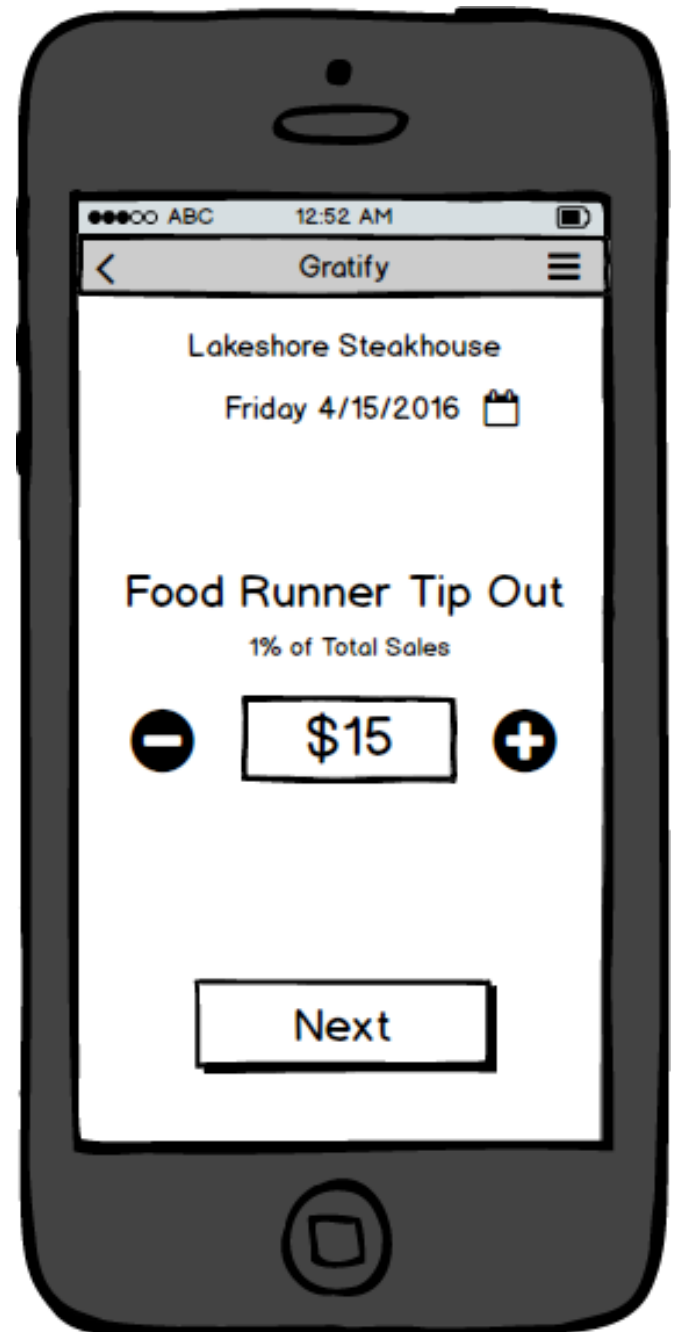 ABC 12:52 AM
Gratify
Lakeshore Steakhouse
Friday 4/15/2016
Food Runner Tip Out
1% of Total Sales
$15
Next